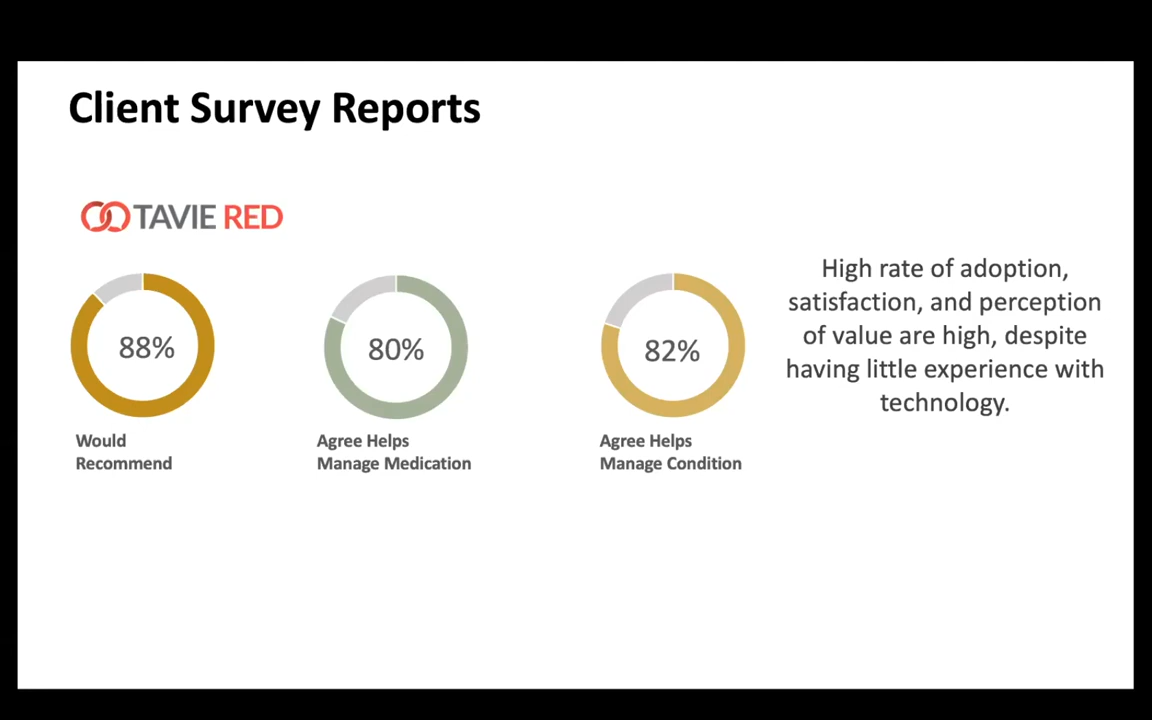 Client Survey Reports
TAVIE RED
88%
80%
82%
Would
Recommend
Agree Helps
Manage Medication
Agree Helps
Manage Condition
High rate of adoption,
satisfaction, and perception
of value are high, despite
having little experience with
technology.